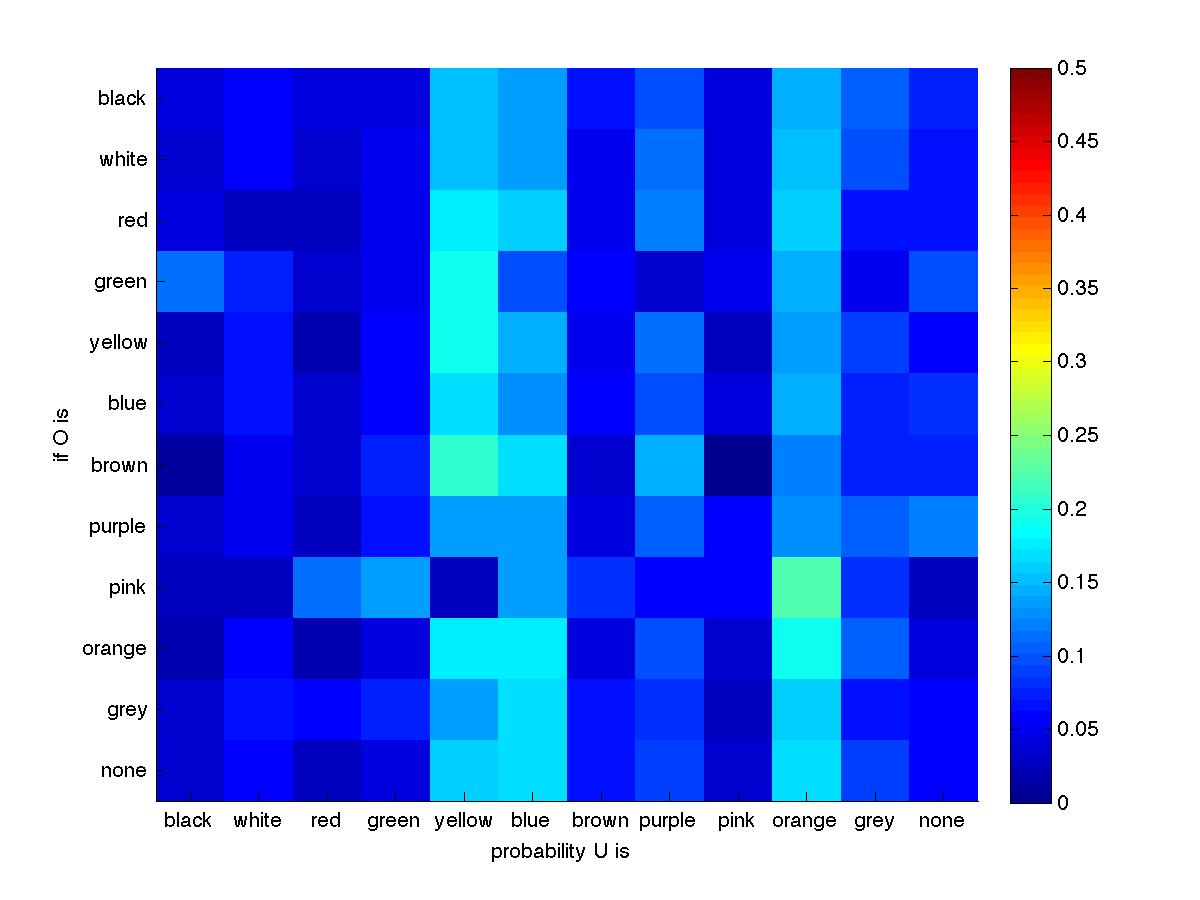 black
white
red
green
yellow
blue
brown
purple
pink
orange
grey
none
if O is
black white red green yellow blue brown purple pink orange grey none
probability U is
0.5
0.45
0.4
0.35
0.3
0.25
0.2
0.15
0.1
0.05
0